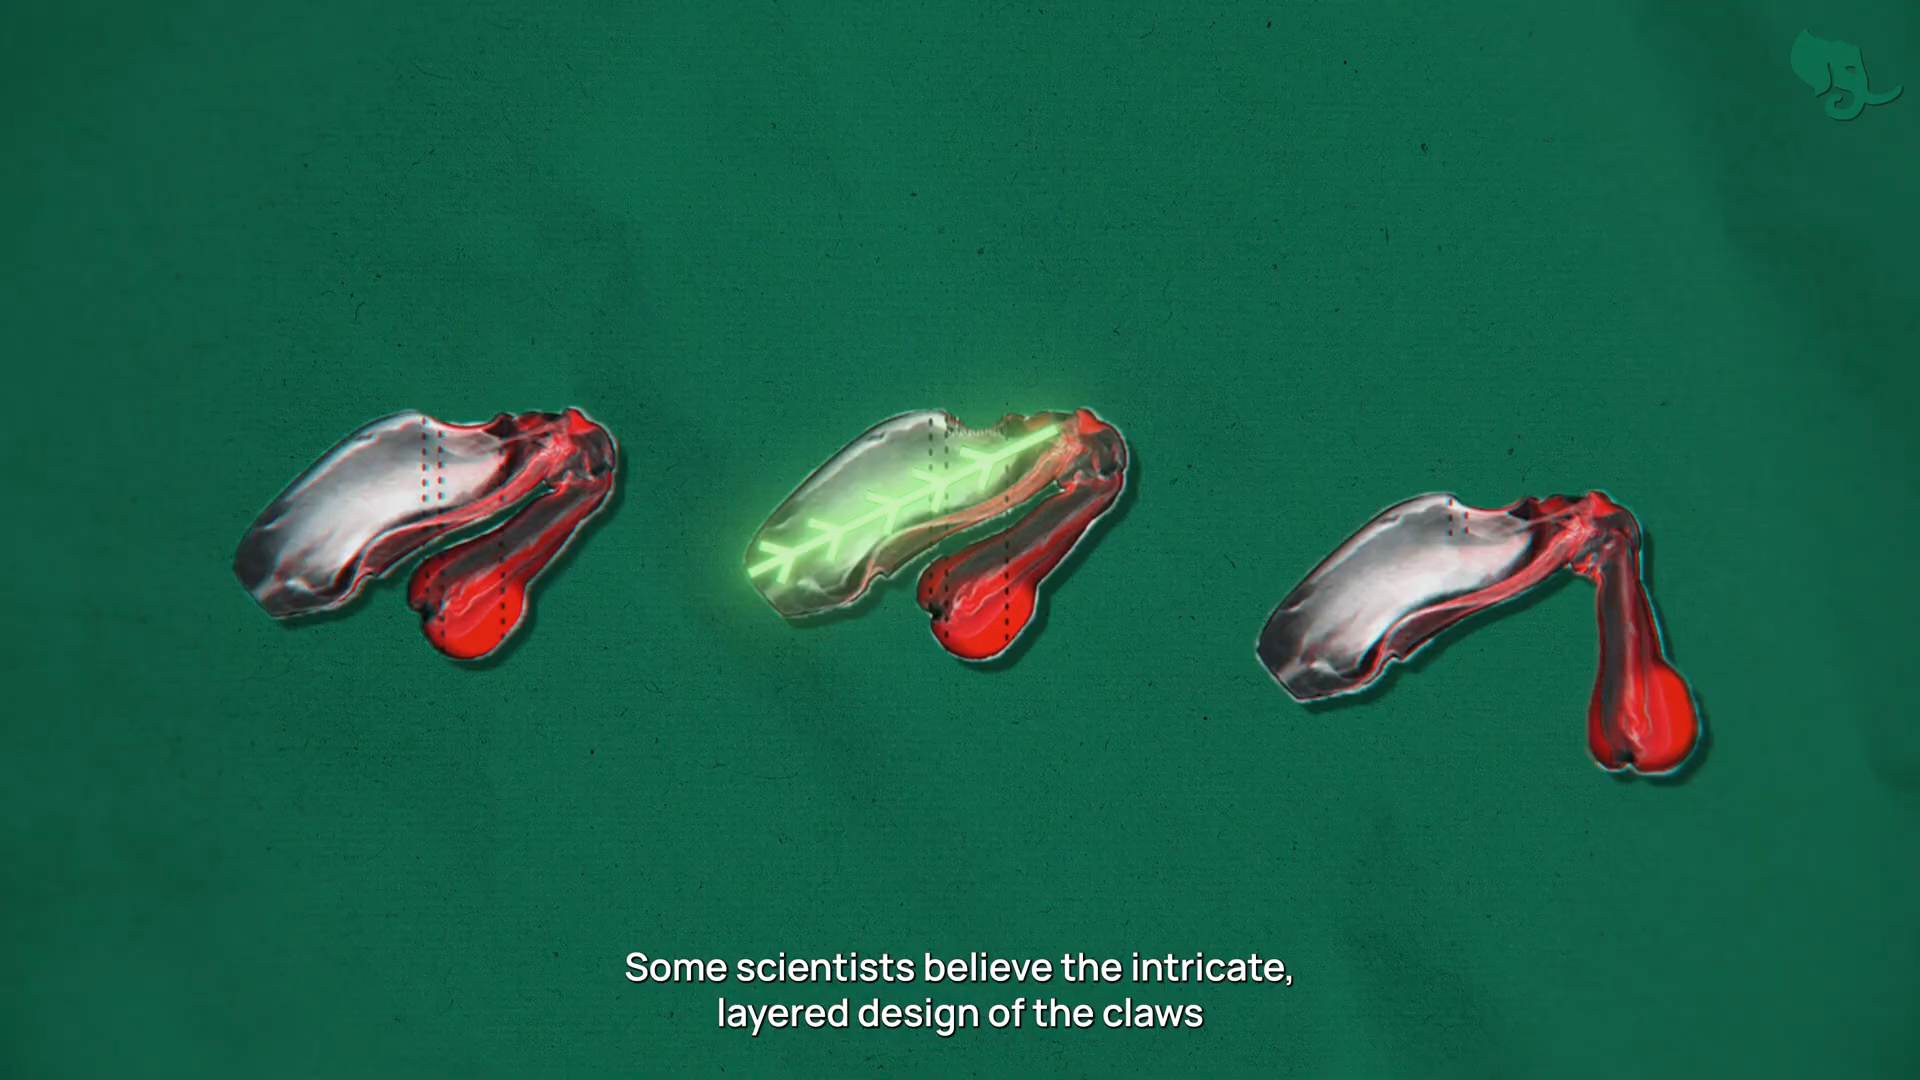 Some scientists believe the intricate,
layered design of the claws